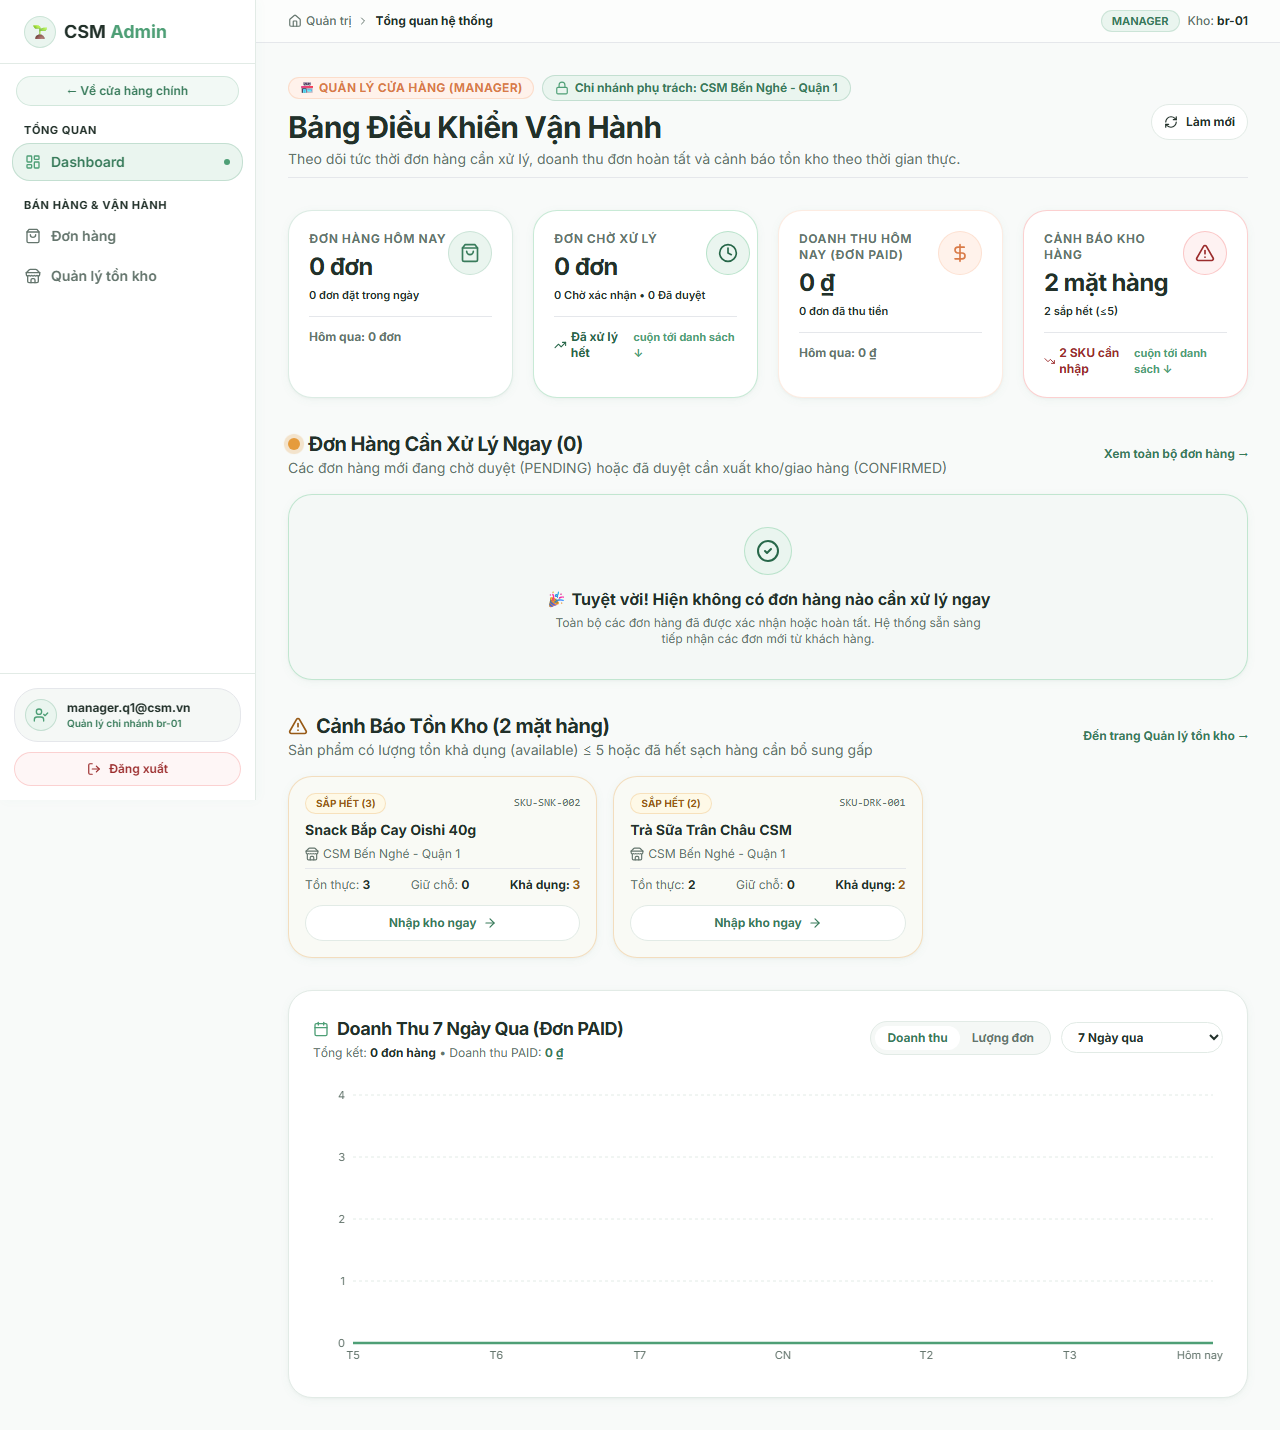 CSM Admin
← Về cửa hàng chính
TỔNG QUAN
Dashboard
BÁN HÀNG & VẬN HÀNH
Đơn hàng
Quản lý tồn kho
manager.q1@csm.vn
Quản lý chi nhánh br-01
Đăng xuất
Quản trị > Tổng quan hệ thống
MANAGER Kho: br-01
QUẢN LÝ CỬA HÀNG (MANAGER) Chi nhánh phụ trách: CSM Bến Nghé - Quận 1
Bảng Điều Khiển Vận Hành
Theo dõi tức thời đơn hàng cần xử lý, doanh thu đơn hoàn tất và cảnh báo tồn kho theo thời gian thực.
Làm mới
ĐƠN HÀNG HÔM NAY
0 đơn
0 đơn đặt trong ngày
Hôm qua: 0 đơn
ĐƠN CHỜ XỬ LÝ
0 đơn
0 Chờ xác nhận • 0 Đã duyệt
Đã xử lý
hết
cuộn tới danh sách
↓
DOANH THU HÔM
NAY (ĐƠN PAID)
0 ₫
0 đơn đã thu tiền
Hôm qua: 0 ₫
CẢNH BÁO KHO
HÀNG
2 mặt hàng
2 sắp hết (≤5)
2 SKU cần
nhập
cuộn tới danh
sách ↓
Đơn Hàng Cần Xử Lý Ngay (0)
Các đơn hàng mới đang chờ duyệt (PENDING) hoặc đã duyệt cần xuất kho/giao hàng (CONFIRMED)
Xem toàn bộ đơn hàng →
🎉 Tuyệt vời! Hiện không có đơn hàng nào cần xử lý ngay
Toàn bộ các đơn hàng đã được xác nhận hoặc hoàn tất. Hệ thống sẵn sàng
tiếp nhận các đơn mới từ khách hàng.
Cảnh Báo Tồn Kho (2 mặt hàng)
Sản phẩm có lượng tồn khả dụng (available) ≤ 5 hoặc đã hết sạch hàng cần bổ sung gấp
Đến trang Quản lý tồn kho →
SẮP HẾT (3) SKU-SNK-002
Snack Bắp Cay Oishi 40g
CSM Bến Nghé - Quận 1
Tồn thực: 3 Giữ chỗ: 0 Khả dụng: 3
Nhập kho ngay →
SẮP HẾT (2) SKU-DRK-001
Trà Sữa Trân Châu CSM
CSM Bến Nghé - Quận 1
Tồn thực: 2 Giữ chỗ: 0 Khả dụng: 2
Nhập kho ngay →
Doanh Thu 7 Ngày Qua (Đơn PAID)
Tổng kết: 0 đơn hàng • Doanh thu PAID: 0 ₫
Doanh thu Lượng đơn 7 Ngày qua
4
3
2
1
0
T5 T6 T7 CN T2 T3 Hôm nay